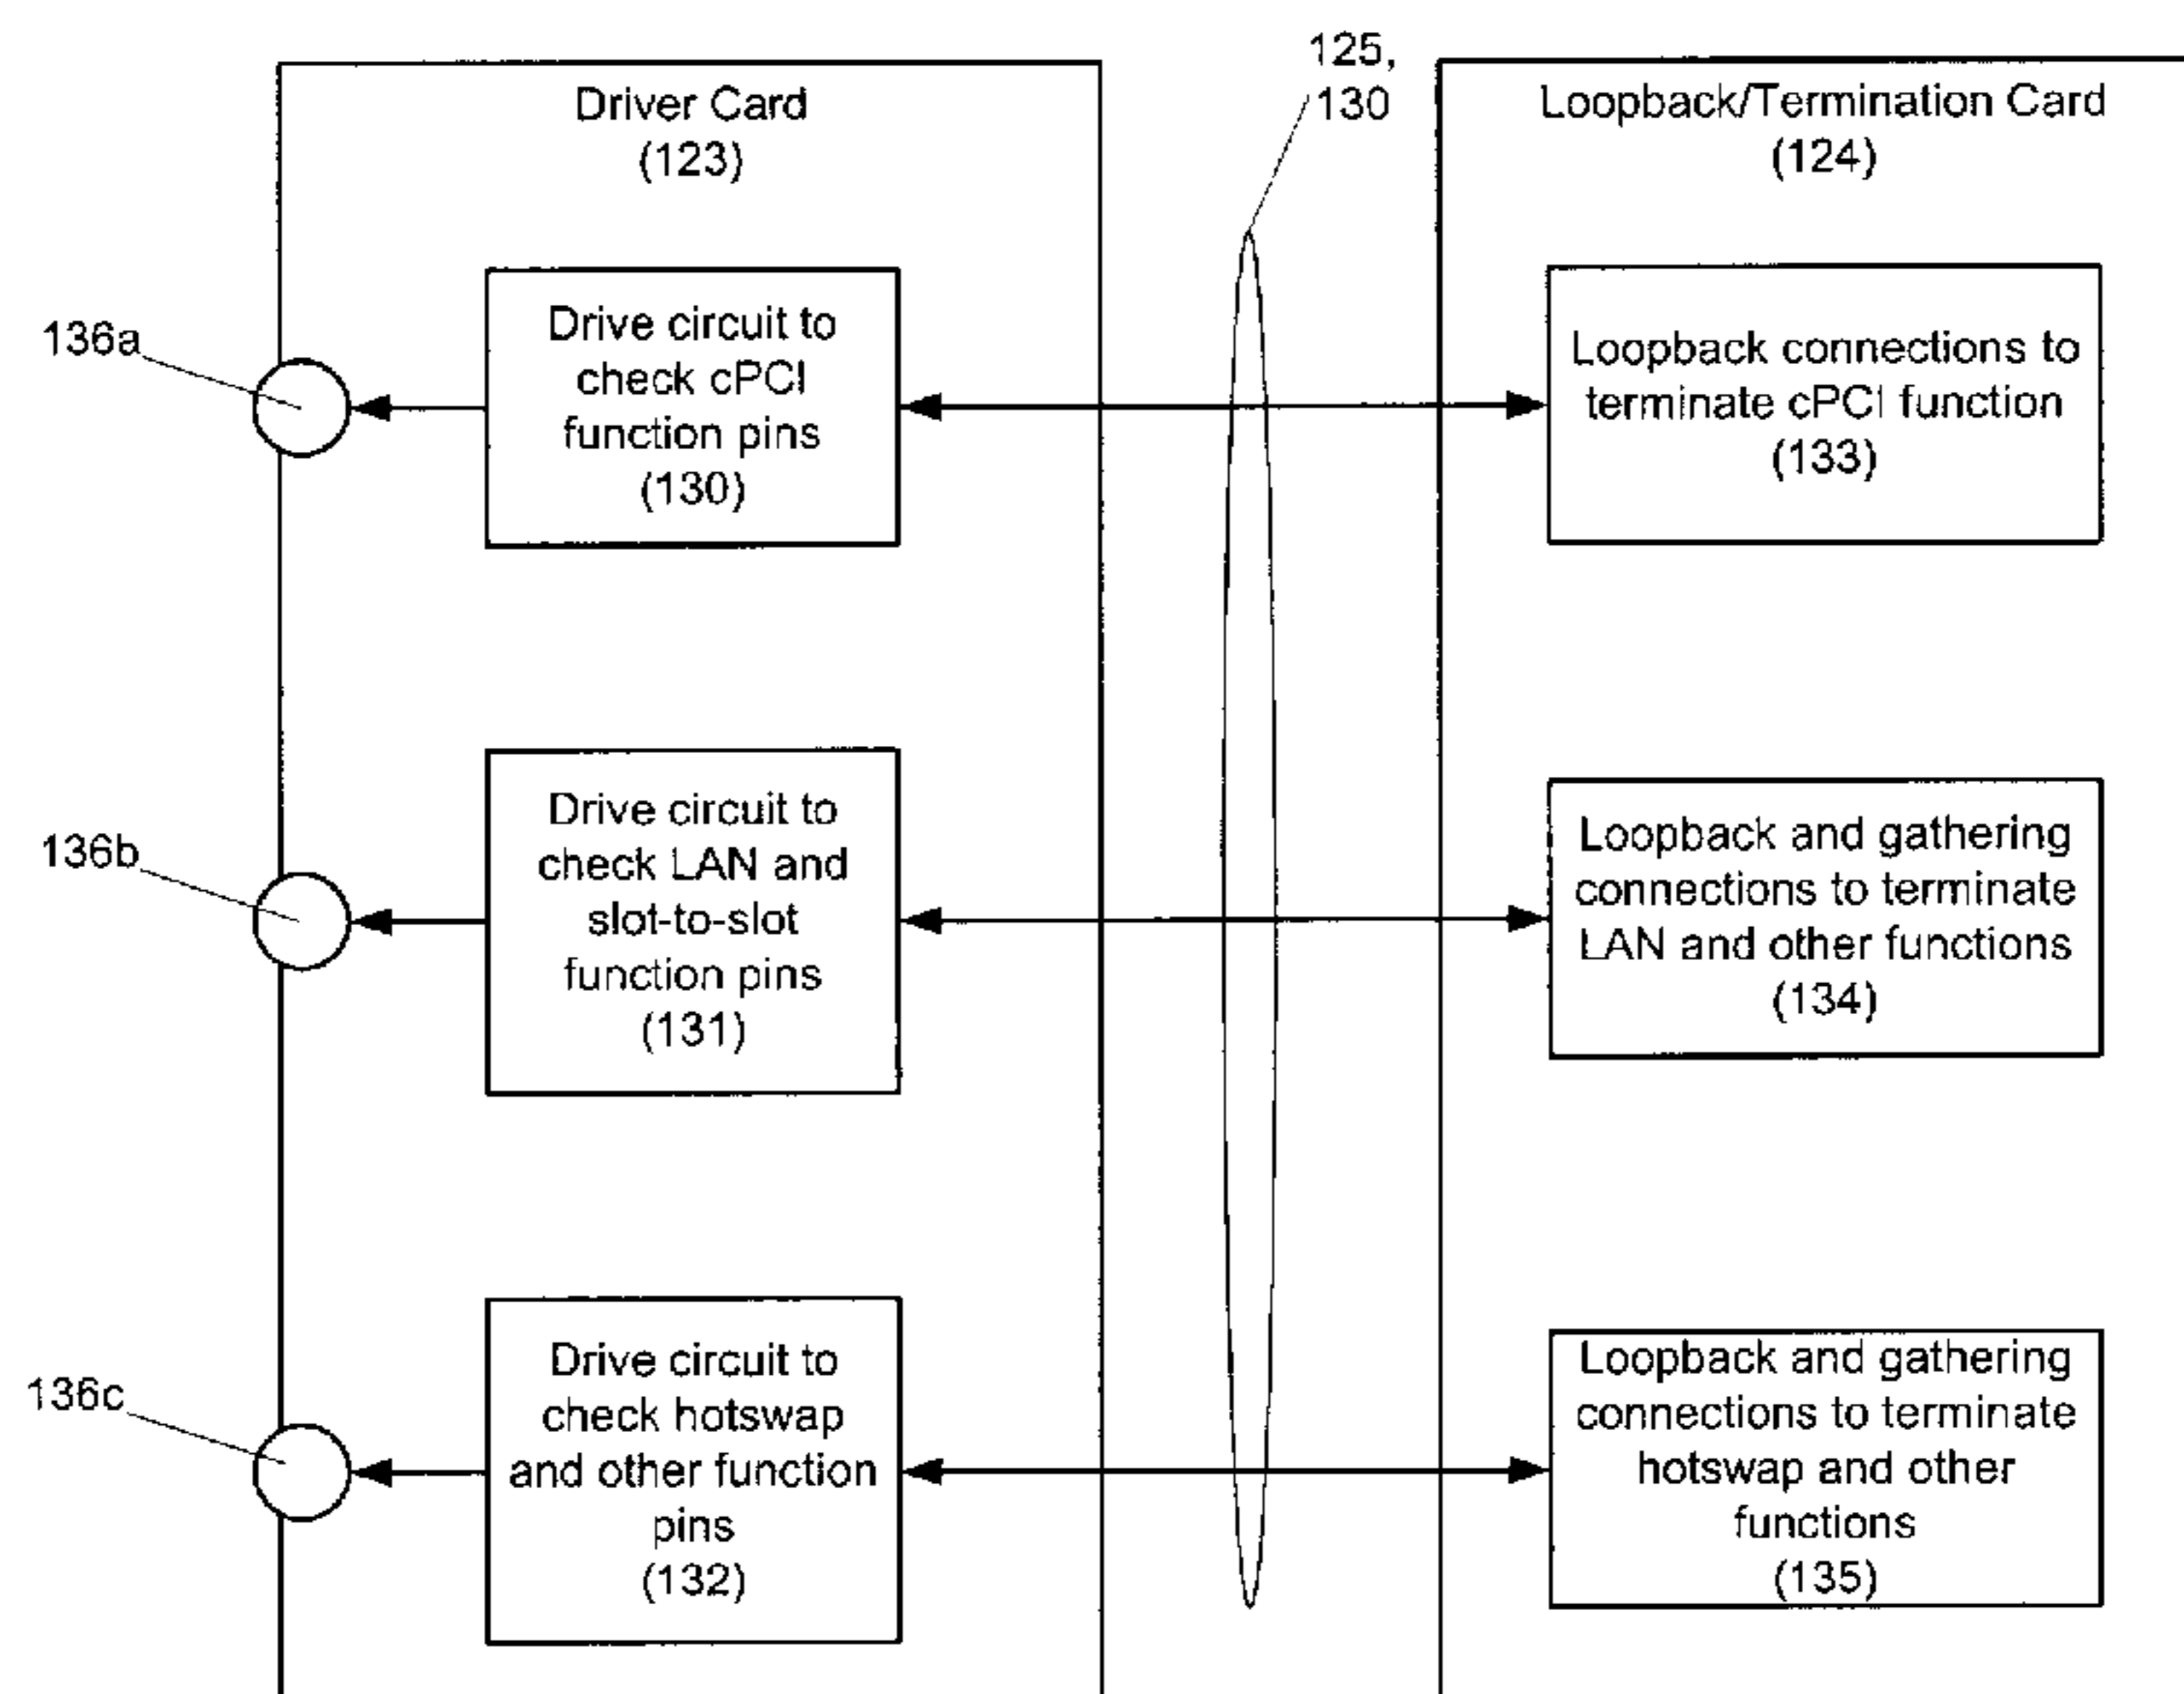 125,
130
Driver Card
(123)
Loopback/Termination Card
(124)
136a
Drive circuit to
check cPCI
function pins
(130)
Loopback connections to
terminate cPCI function
(133)
136b
Drive circuit to
check LAN and
slot-to-slot
function pins
(131)
Loopback and gathering
connections to terminate
LAN and other functions
(134)
136c
Drive circuit to
check hotswap
and other function
pins
(132)
Loopback and gathering
connections to terminate
hotswap and other
functions
(135)